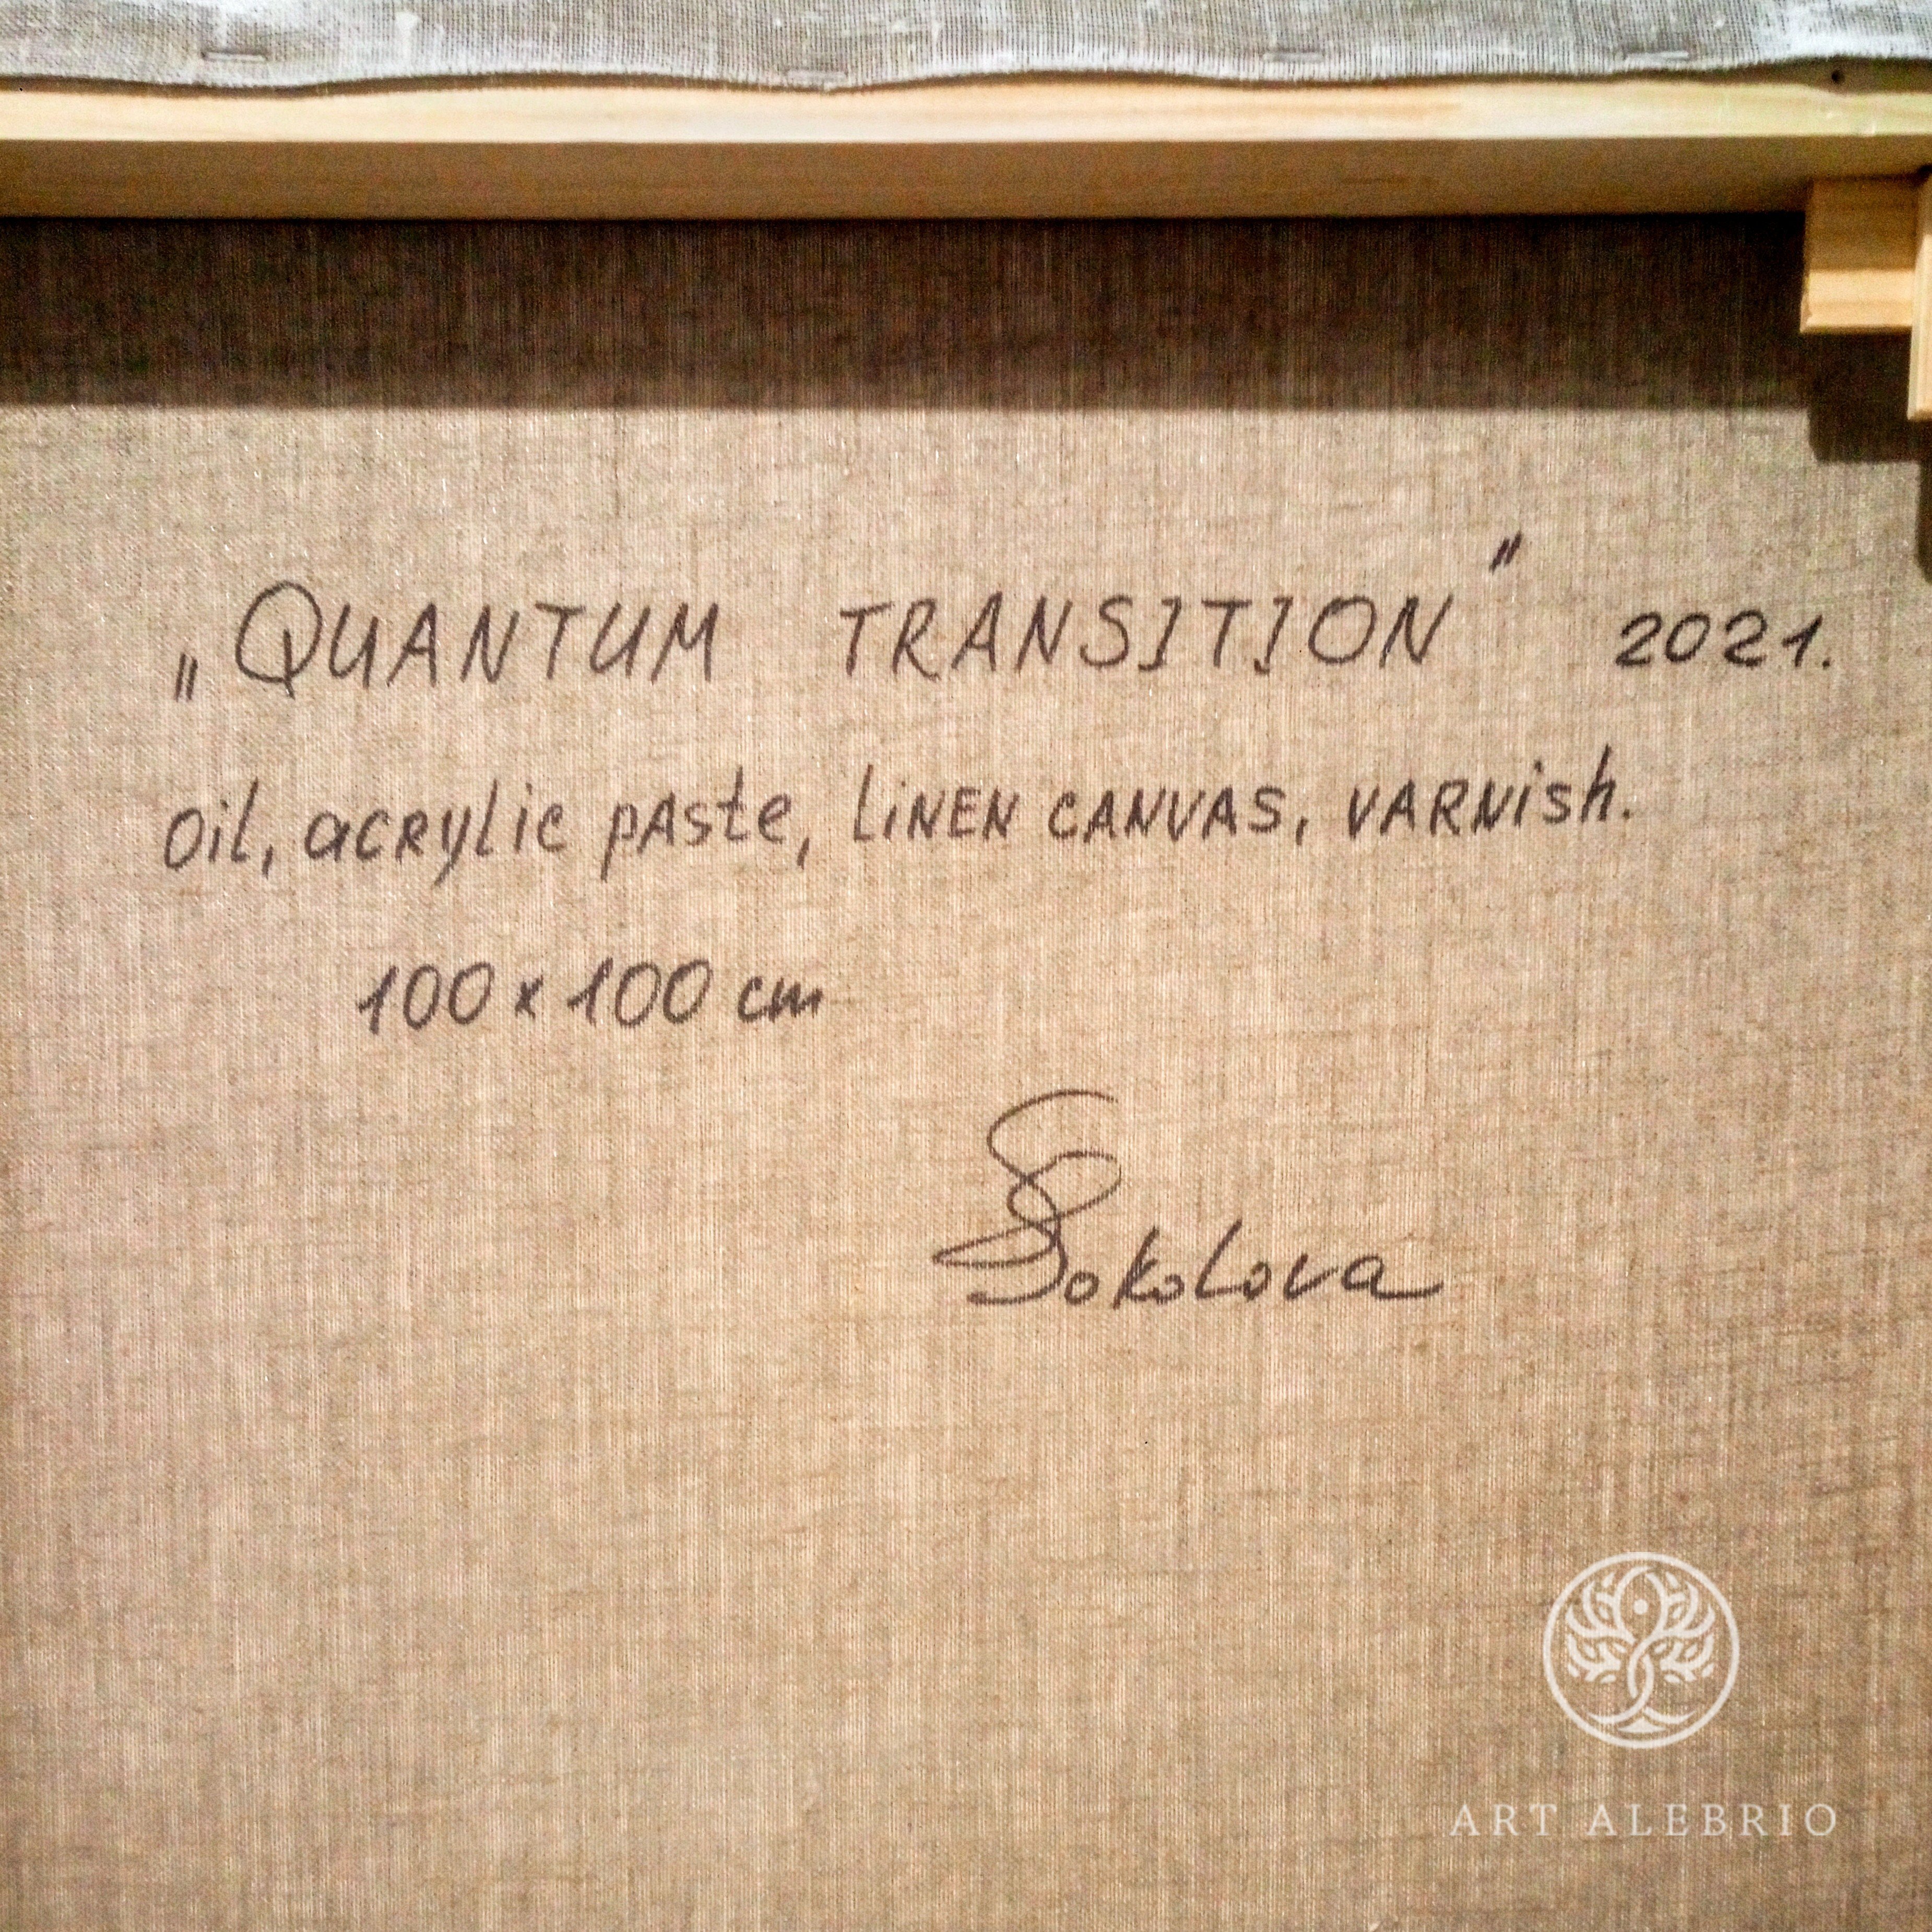 „QUANTUM TRANSITION" 2021.
Oil, acrylic paste, linen canvas, varnish.
100 x 100 cm
Sokolova
ART ALEBRIO